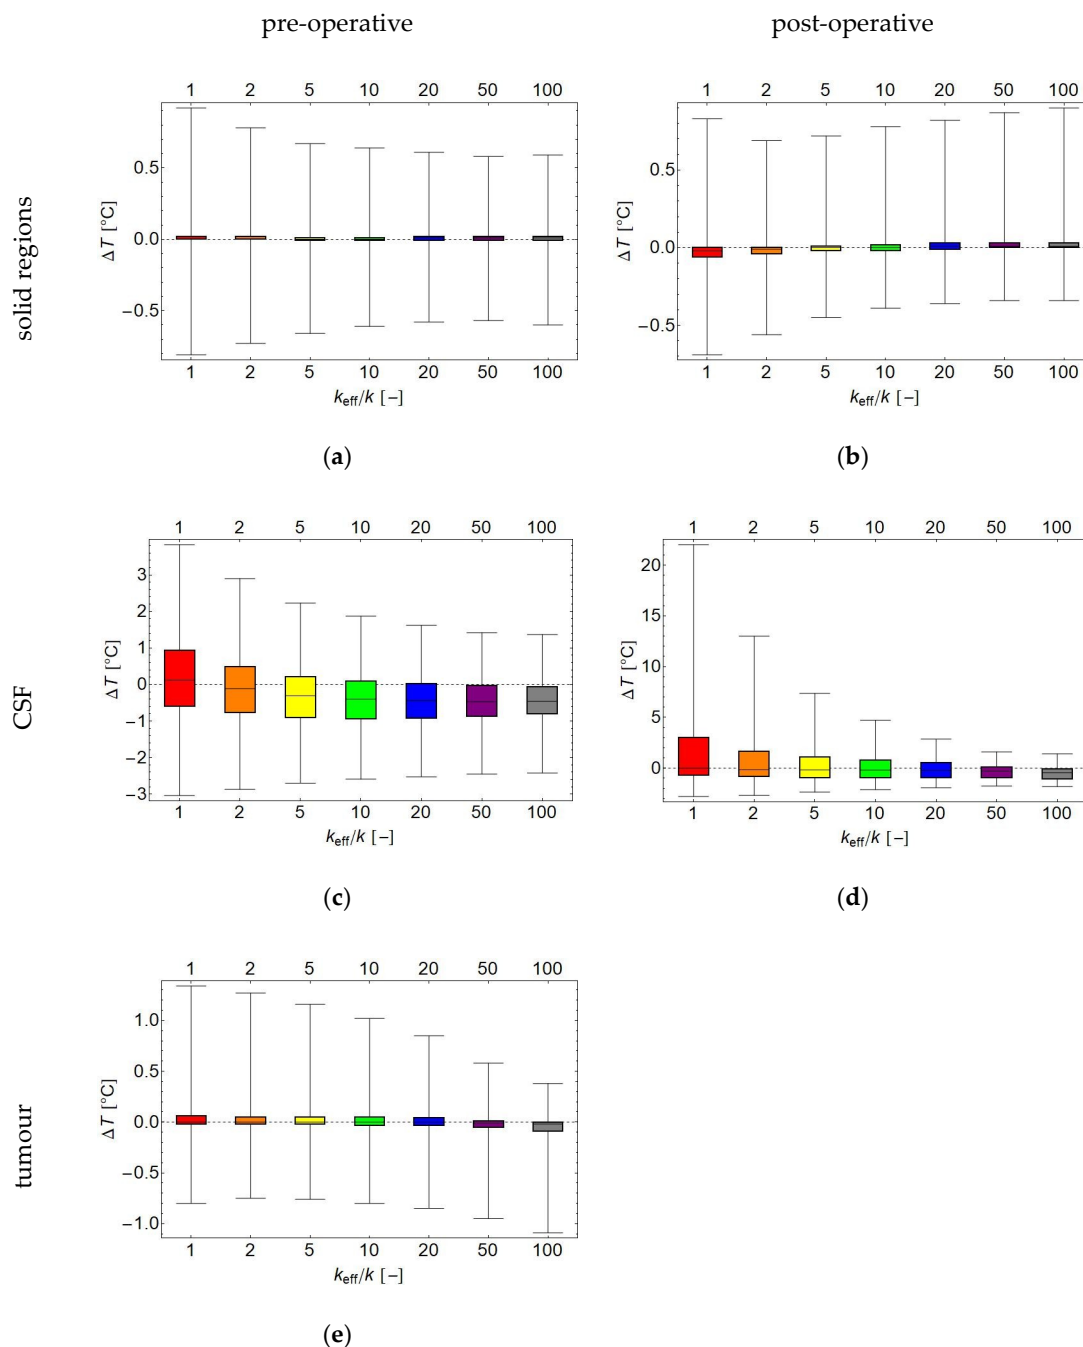 pre-operative post-operative
1 2 5 10 20 50 100
0.5
0.0
−0.5
ΔT [°C]
1 2 5 10 20 50 100
keff/k [−]
(a)
1 2 5 10 20 50 100
0.5
0.0
−0.5
ΔT [°C]
1 2 5 10 20 50 100
keff/k [−]
(b)
solid regions
1 2 5 10 20 50 100
3
2
1
0
−1
−2
−3
ΔT [°C]
1 2 5 10 20 50 100
keff/k [−]
(c)
1 2 5 10 20 50 100
20
15
10
5
0
ΔT [°C]
1 2 5 10 20 50 100
keff/k [−]
(d)
CSF
1 2 5 10 20 50 100
1.0
0.5
0.0
−0.5
−1.0
ΔT [°C]
1 2 5 10 20 50 100
keff/k [−]
(e)
tumour